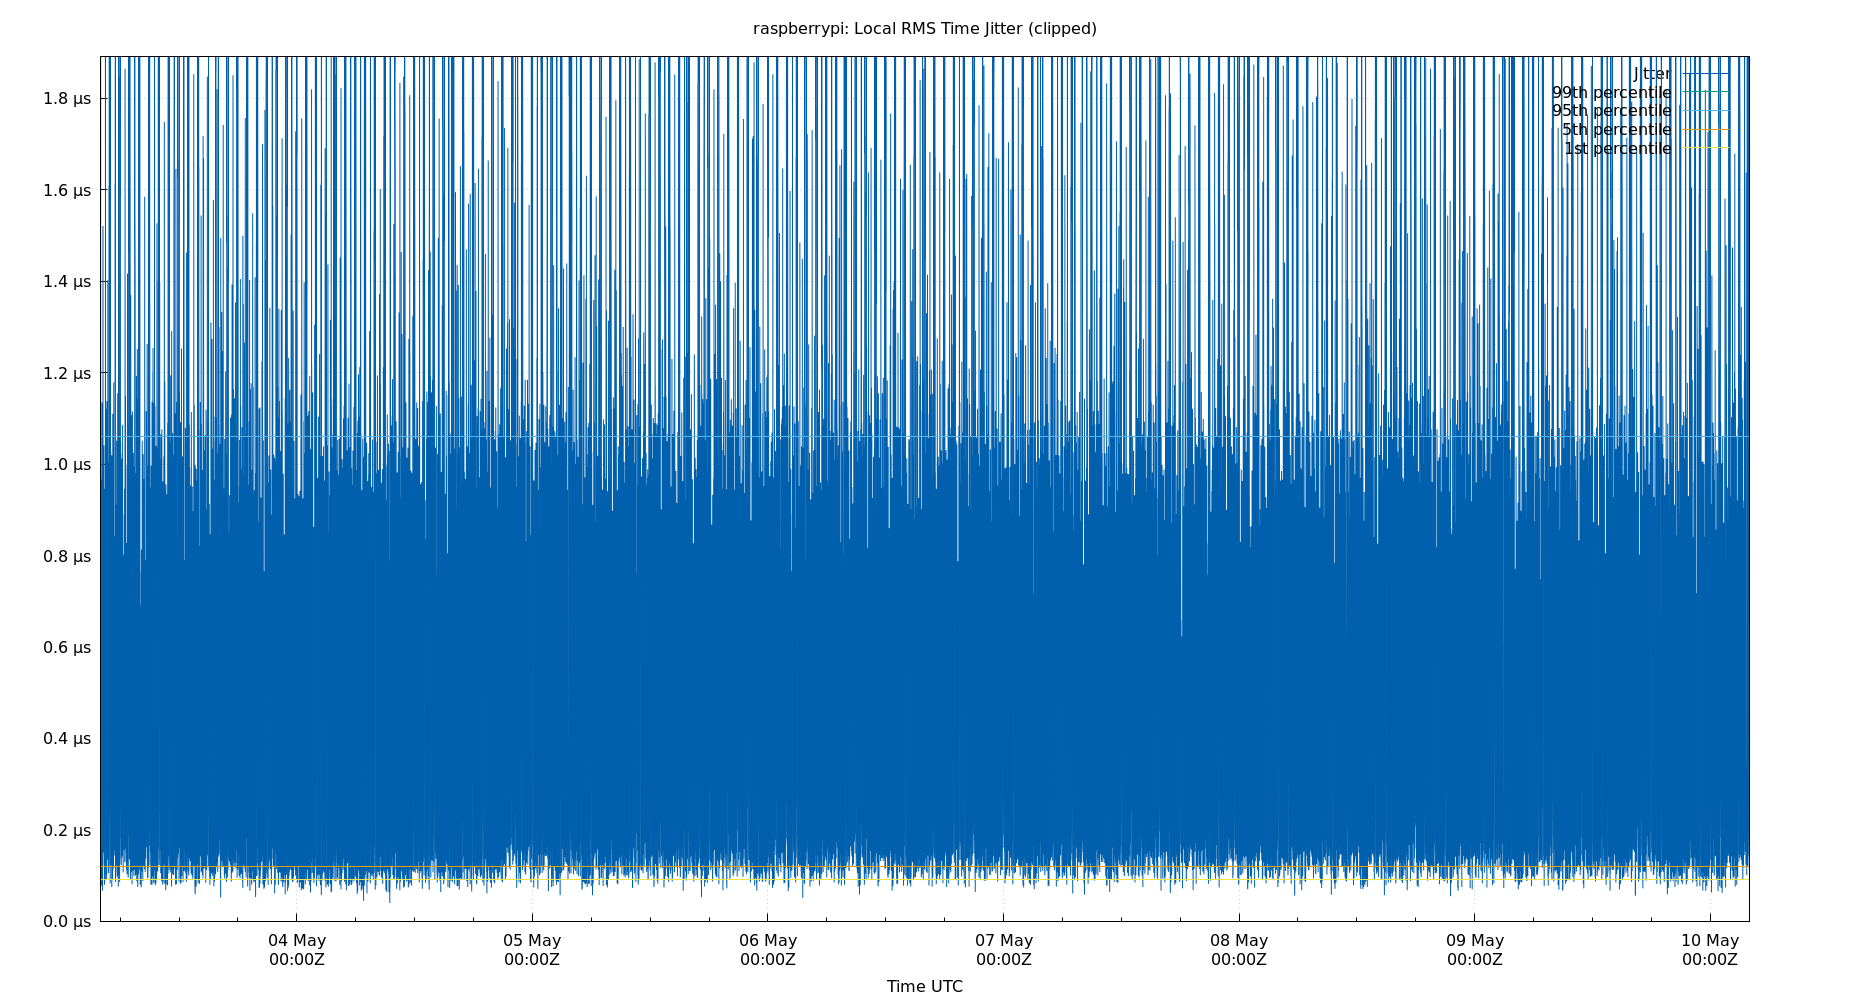 raspberrypi: Local RMS Time Jitter (clipped)
Jitter
99th percentile
95th percentile
5th percentile
1st percentile
1.8 μs
1.6 μs
1.4 μs
1.2 μs
1.0 μs
0.8 μs
0.6 μs
0.4 μs
0.2 μs
0.0 μs
04 May 05 May 06 May 07 May 08 May 09 May 10 May
00:00Z 00:00Z 00:00Z 00:00Z 00:00Z 00:00Z 00:00Z
Time UTC